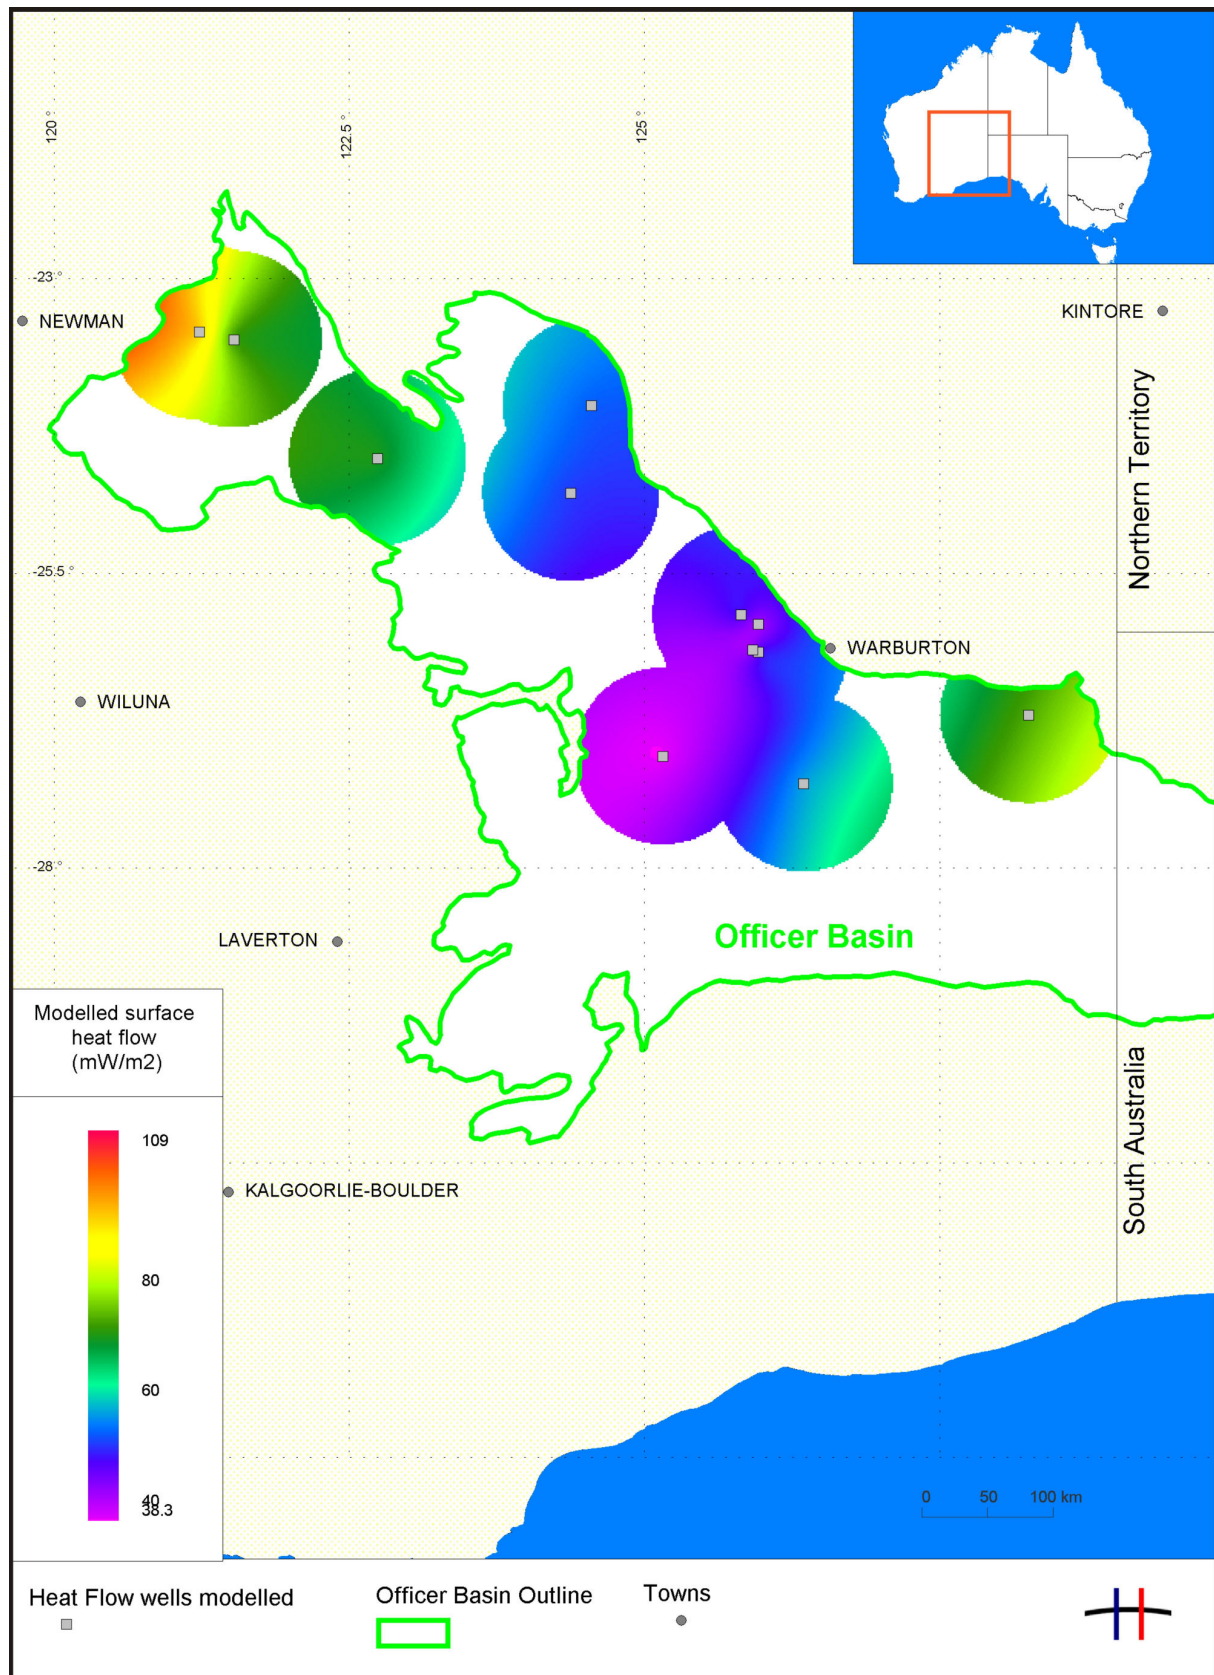 120 °
122.5 °
125 °
-23 °
NEWMAN
KINTORE
Northern Territory
-25.5 °
WARBURTON
WILUNA
-28 °
LAVERTON
Officer Basin
Modelled surface
heat flow
(mW/m2)
South Australia
109
KALGOORLIE-BOULDER
80
60
40
38.3
0 50 100 km
Heat Flow wells modelled
Officer Basin Outline
Towns